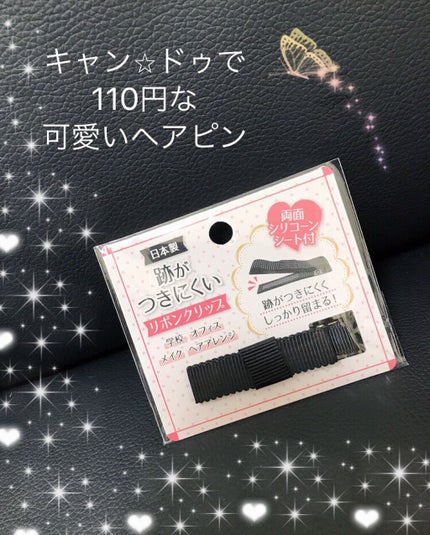 キャン☆ドゥで
110円な
可愛いヘアピン
日本製
跡が
つきにくい
リボンクリップ
学校 オフィス
メイク ヘアアレンジ
両面
シリコーン
シート付
跡がつきにくく
しっかり留まる!